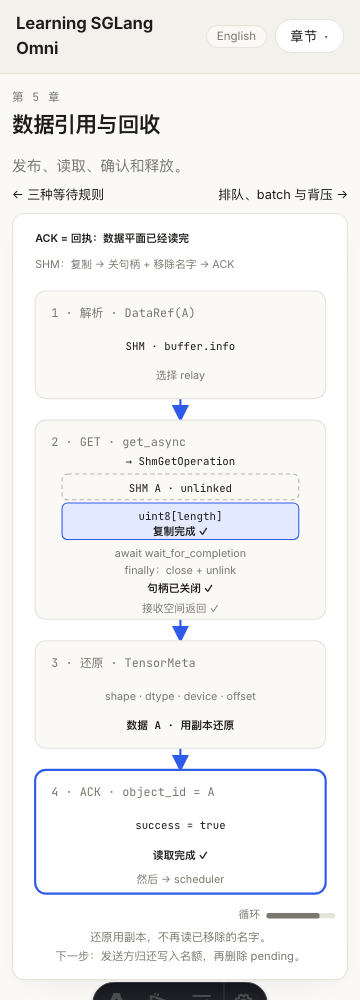 Learning SGLang
Omni
English
章节
第 5 章
数据引用与回收
发布、读取、确认和释放。
← 三种等待规则
排队、batch 与背压 →
ACK = 回执：数据平面已经读完
SHM：复制 → 关句柄 + 移除名字 → ACK
1 · 解析 · DataRef(A)
SHM · buffer.info
选择 relay
2 · GET · get_async
→ ShmGetOperation
SHM A · unlinked
uint8[length]
复制完成 ✓
await wait_for_completion
finally：close + unlink
句柄已关闭 ✓
接收空间返回 ✓
3 · 还原 · TensorMeta
shape · dtype · device · offset
数据 A · 用副本还原
4 · ACK · object_id = A
success = true
读取完成 ✓
然后 → scheduler
循环
还原用副本，不再读已移除的名字。
下一步：发送方归还写入名额，再删除 pending。